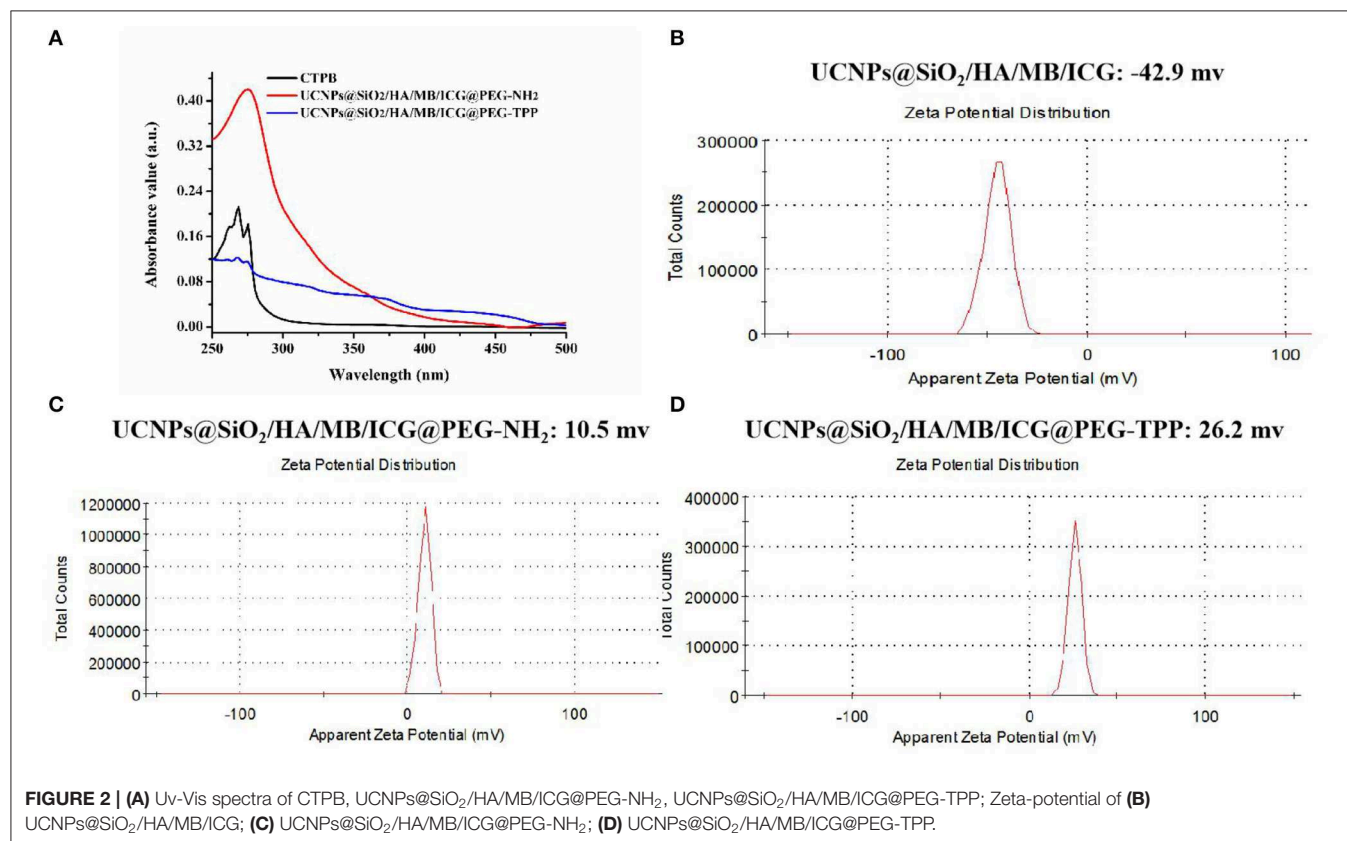 A
CTPB
UCNPs@SiO2/HA/MB/ICG@PEG-NH2
UCNPs@SiO2/HA/MB/ICG@PEG-TPP
Absorbance value (a.u.)
0.40
0.32
0.24
0.16
0.08
0.00
250 300 350 400 450 500
Wavelength (nm)
B
UCNPs@SiO₂/HA/MB/ICG: -42.9 mv
Zeta Potential Distribution
Total Counts
300000
200000
100000
0
-100 0 100
Apparent Zeta Potential (mV)
C
UCNPs@SiO₂/HA/MB/ICG@PEG-NH₂: 10.5 mv
Zeta Potential Distribution
Total Counts
1200000
1000000
800000
600000
400000
200000
0
-100 0 100
Apparent Zeta Potential (mV)
D
UCNPs@SiO₂/HA/MB/ICG@PEG-TPP: 26.2 mv
Zeta Potential Distribution
Total Counts
400000
300000
200000
100000
0
-100 0 100
Apparent Zeta Potential (mV)
FIGURE 2 | (A) Uv-Vis spectra of CTPB, UCNPs@SiO₂/HA/MB/ICG@PEG-NH₂, UCNPs@SiO₂/HA/MB/ICG@PEG-TPP; Zeta-potential of (B)
UCNPs@SiO₂/HA/MB/ICG; (C) UCNPs@SiO₂/HA/MB/ICG@PEG-NH₂; (D) UCNPs@SiO₂/HA/MB/ICG@PEG-TPP.